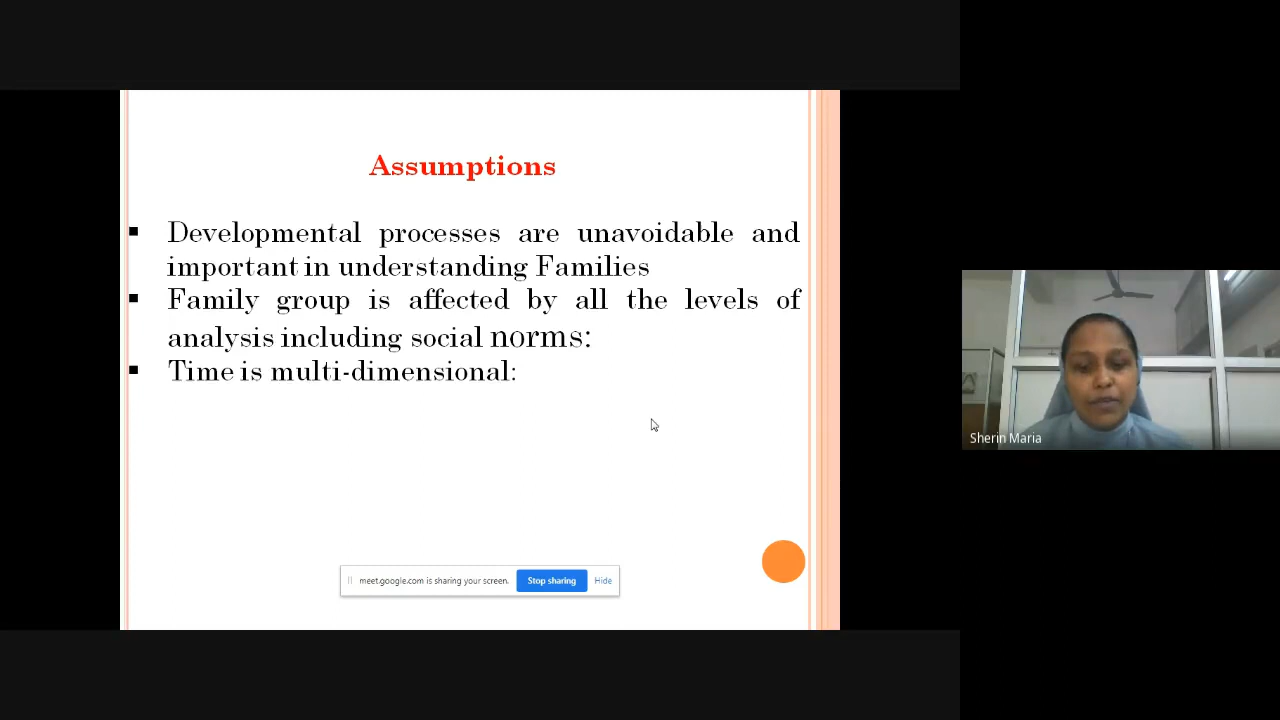 Assumptions
▪ Developmental processes are unavoidable and
important in understanding Families
▪ Family group is affected by all the levels of
analysis including social norms:
▪ Time is multi-dimensional:
Sherin Maria
meet.google.com is sharing your screen. Stop sharing Hide